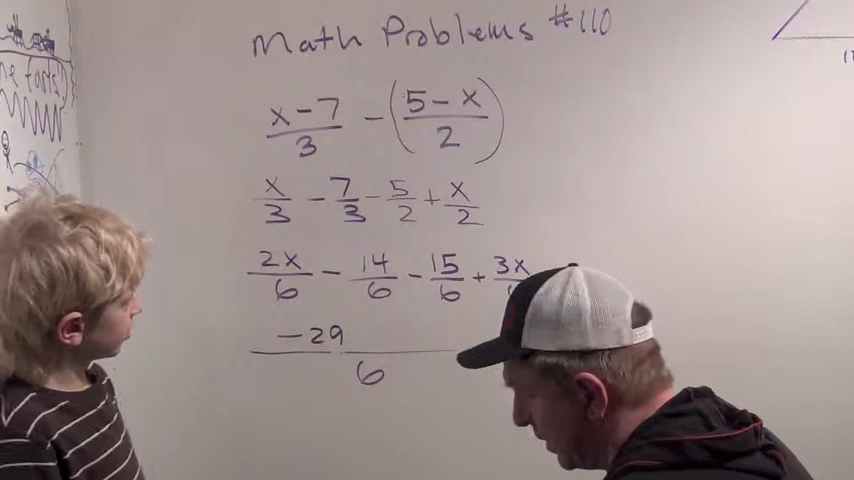 Math Problems #110
x-7/3 - (5-x/2)
x/3 - 7/3 - 5/2 + x/2
2x/6 - 14/6 - 15/6 + 3x
-29/6